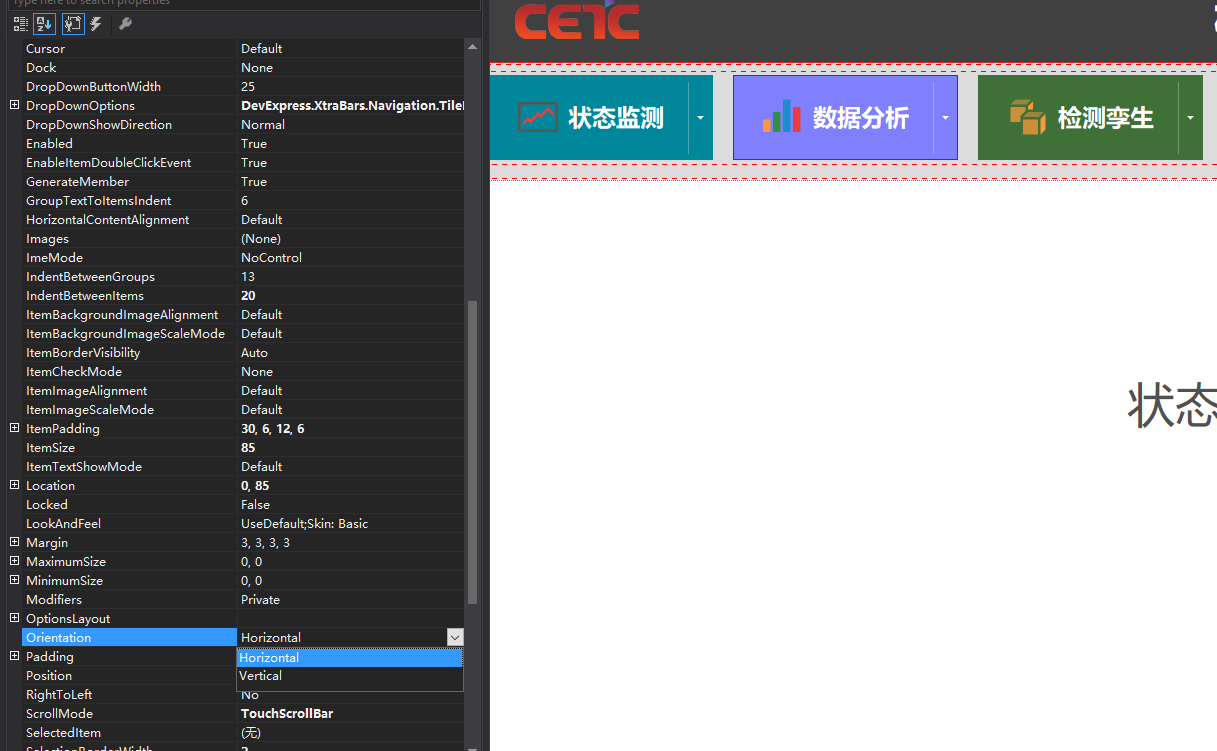 Type here to search properties
Cursor Default
Dock None
DropDownButtonWidth 25
DropDownOptions DevExpress.XtraBars.Navigation.Tile
DropDownShowDirection Normal
Enabled True
EnableItemDoubleClickEvent True
GenerateMember True
GroupTextToItemsIndent 6
HorizontalContentAlignment Default
Images (None)
ImeMode NoControl
IndentBetweenGroups 13
IndentBetweenItems 20
ItemBackgroundImageAlignment Default
ItemBackgroundImageScaleMode Default
ItemBorderVisibility Auto
ItemCheckMode None
ItemImageAlignment Default
ItemImageScaleMode Default
ItemPadding 30, 6, 12, 6
ItemSize 85
ItemTextShowMode Default
Location 0, 85
Locked False
LookAndFeel UseDefault;Skin: Basic
Margin 3, 3, 3, 3
MaximumSize 0, 0
MinimumSize 0, 0
Modifiers Private
OptionsLayout
Orientation Horizontal
Padding Horizontal
Position Vertical
RightToLeft No
ScrollMode TouchScrollBar
SelectedItem (无)
SelectionBorderWidth
CETC
状态监测 数据分析 检测孪生
状态